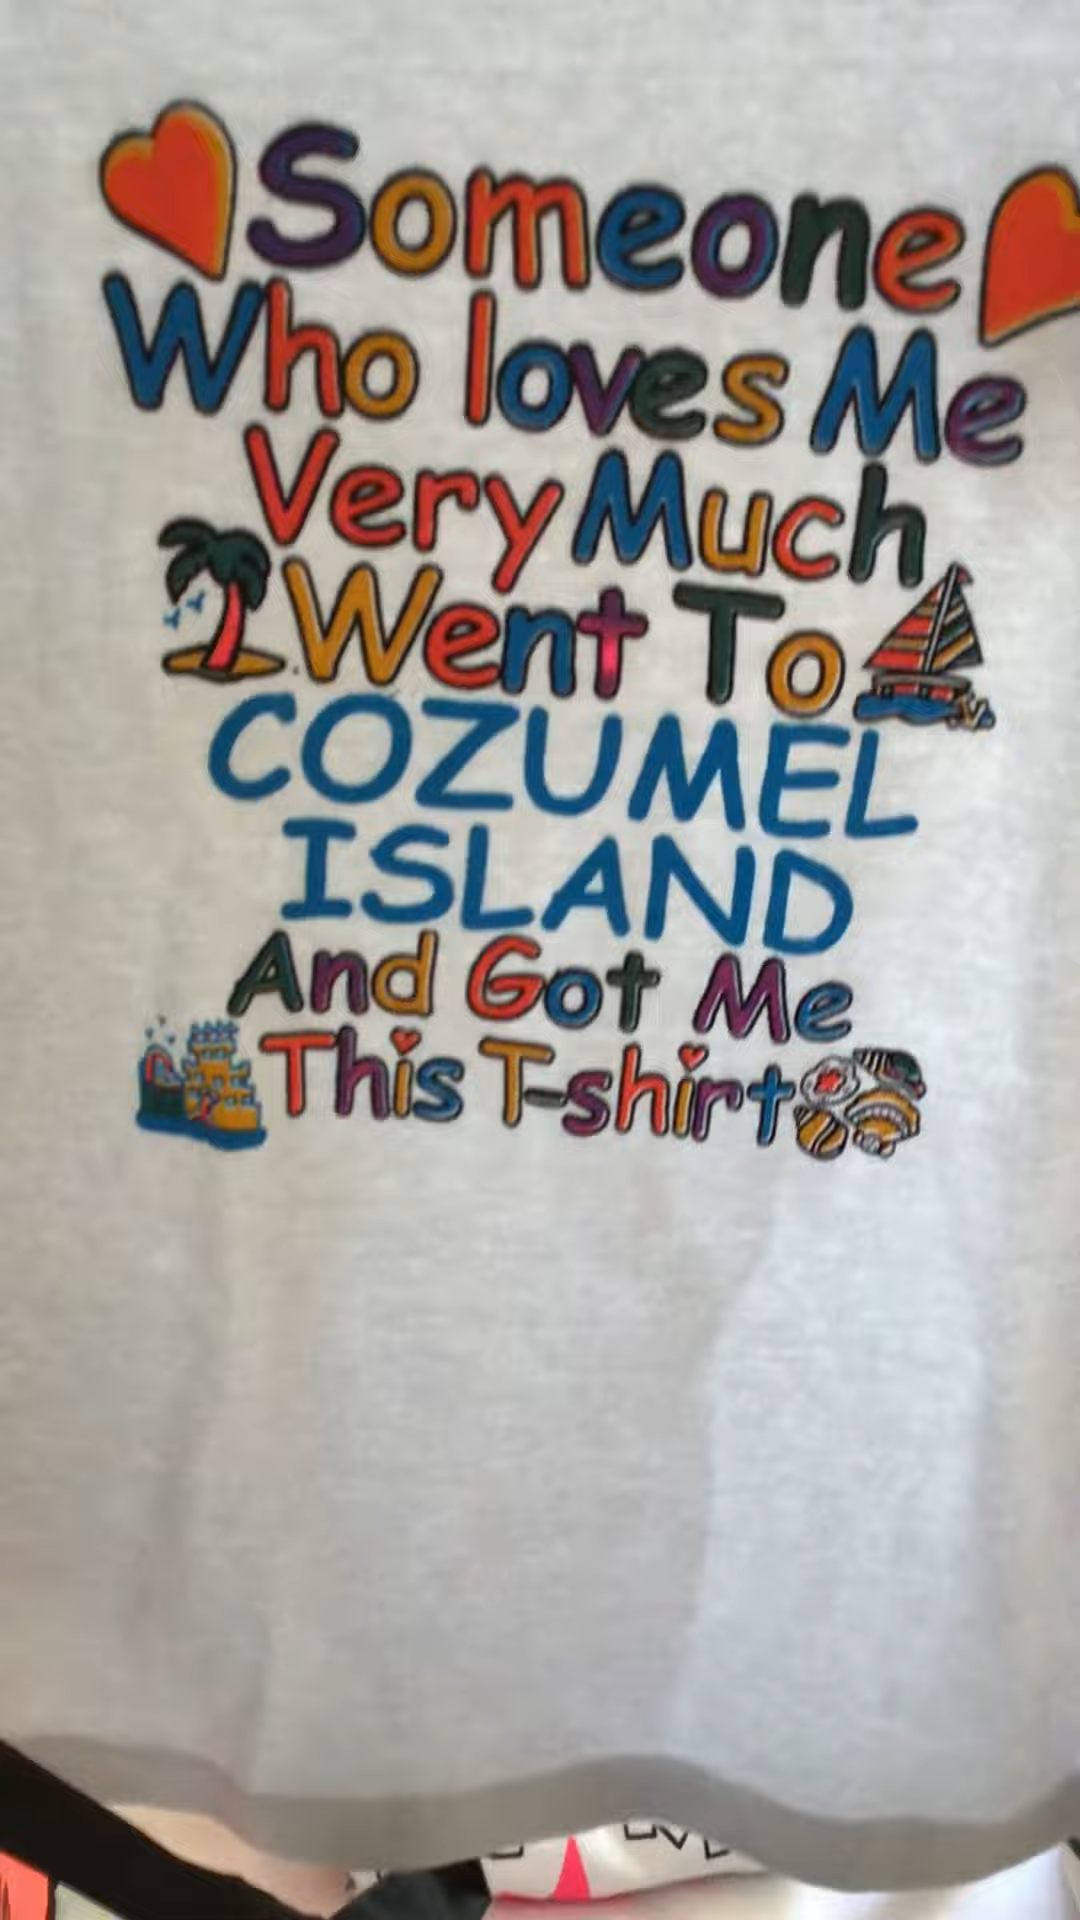 Someone
Who loves Me
Very Much
Went To
COZUMEL
ISLAND
And Got Me
This T-shirt